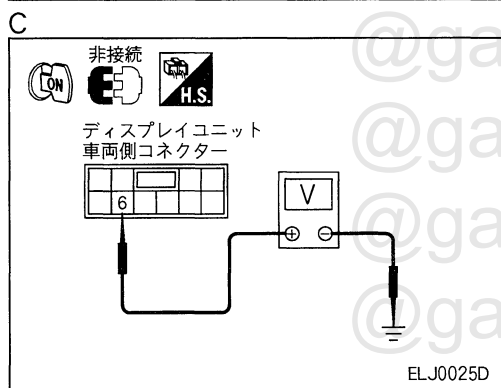 C
ON
非接続
H.S.
ディスプレイユニット
車両側コネクター
6
V
⊕ ⊖
ELJ0025D
@ga
@ga
@ga
@ga